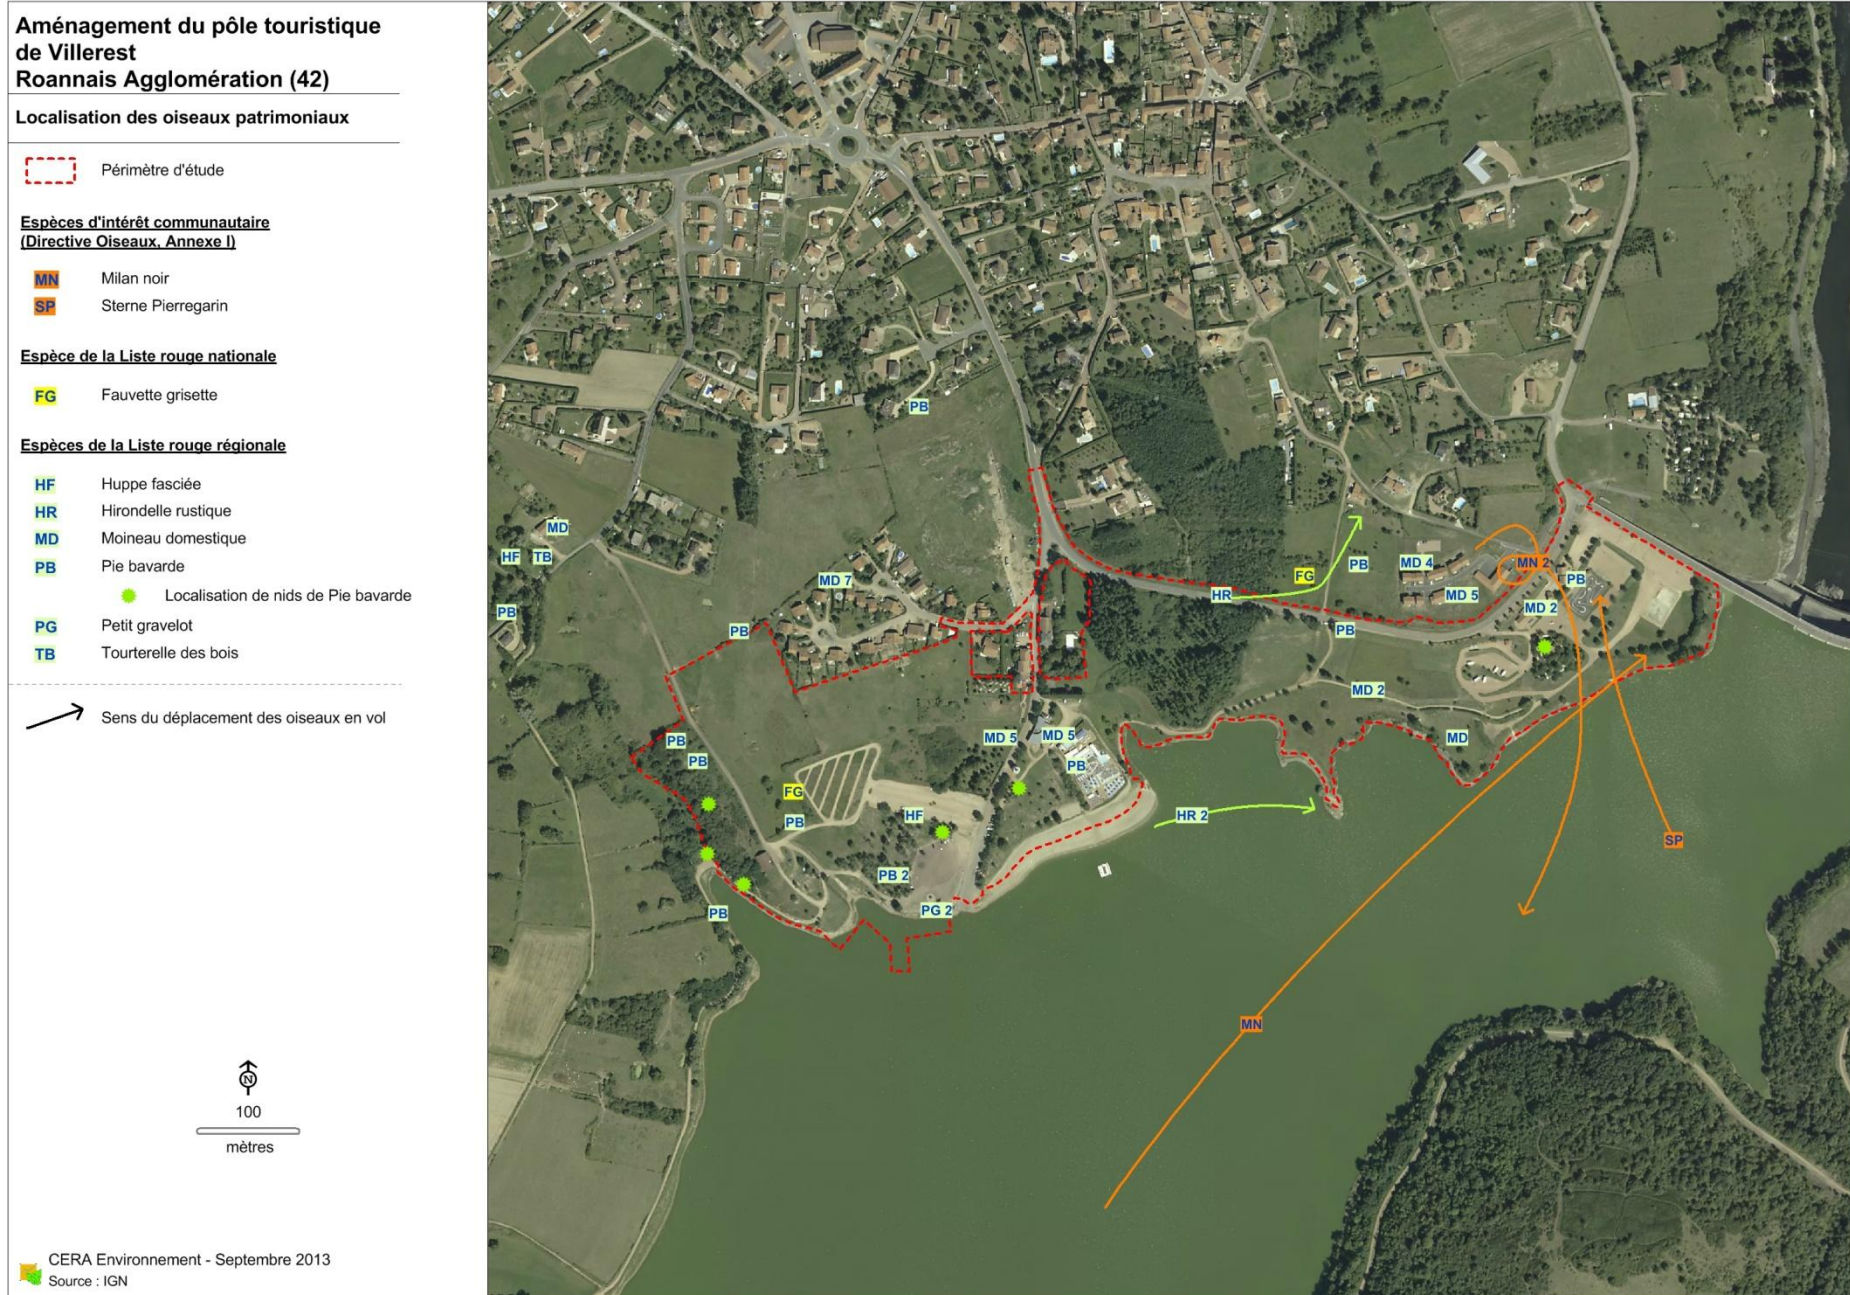 Aménagement du pôle touristique
de Villerest
Roannais Agglomération (42)
Localisation des oiseaux patrimoniaux
Périmètre d'étude
Espèces d'intérêt communautaire
(Directive Oiseaux, Annexe I)
MN Milan noir
SP Sterne Pierregarin
Espèce de la Liste rouge nationale
FG Fauvette grisette
Espèces de la Liste rouge régionale
HF Huppe fasciée
HR Hirondelle rustique
MD Moineau domestique
PB Pie bavarde
Localisation de nids de Pie bavarde
PG Petit gravelot
TB Tourterelle des bois
Sens du déplacement des oiseaux en vol
N
100
mètres
CERA Environnement - Septembre 2013
Source : IGN
PB
MD
HF TB
PB
MD 7
PB
HR
FG
PB
MD 4
MN 2
PB
MD 5
MD 2
PB
MD 2
MD
PB
PB
MD 5
MD 5
PB
FG
PB
HF
HR 2
SP
PB 2
PB
PG 2
MN